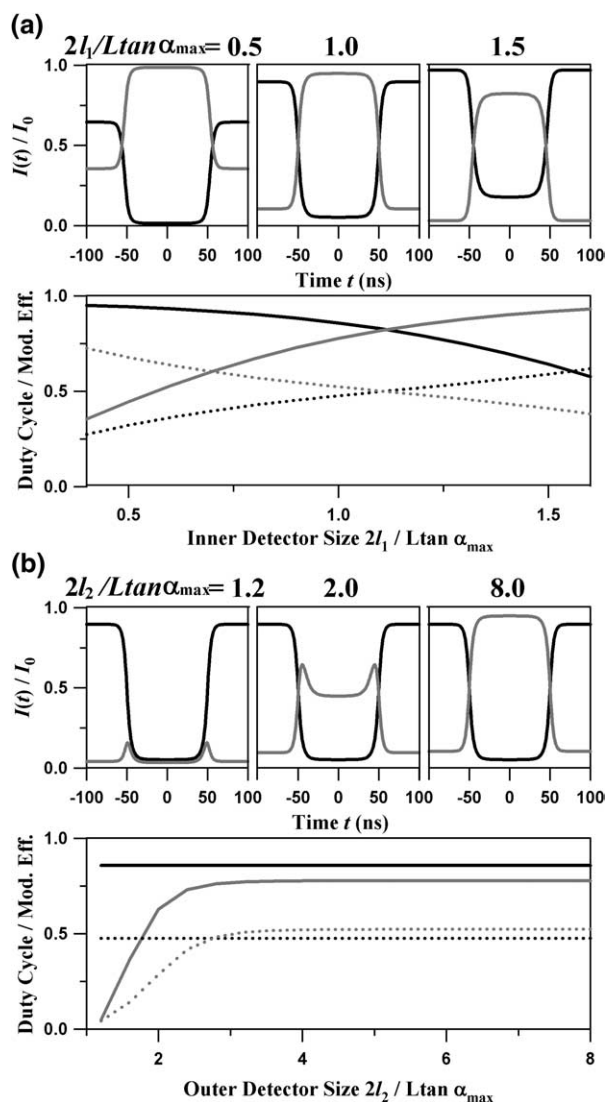 (a)
2l₁/Ltan αmax = 0.5 1.0 1.5
I(t) / I₀
1.0
0.5
0.0
-100 -50 0 50 100 -50 0 50 100 -50 0 50 100
Time t (ns)
Duty Cycle / Mod. Eff.
1.0
0.5
0.0
0.5 1.0 1.5
Inner Detector Size 2l₁ / Ltan αmax
(b)
2l₂/Ltan αmax = 1.2 2.0 8.0
I(t) / I₀
1.0
0.5
0.0
-100 -50 0 50 100 -50 0 50 100 -50 0 50 100
Time t (ns)
Duty Cycle / Mod. Eff.
1.0
0.5
0.0
2 4 6 8
Outer Detector Size 2l₂ / Ltan αmax